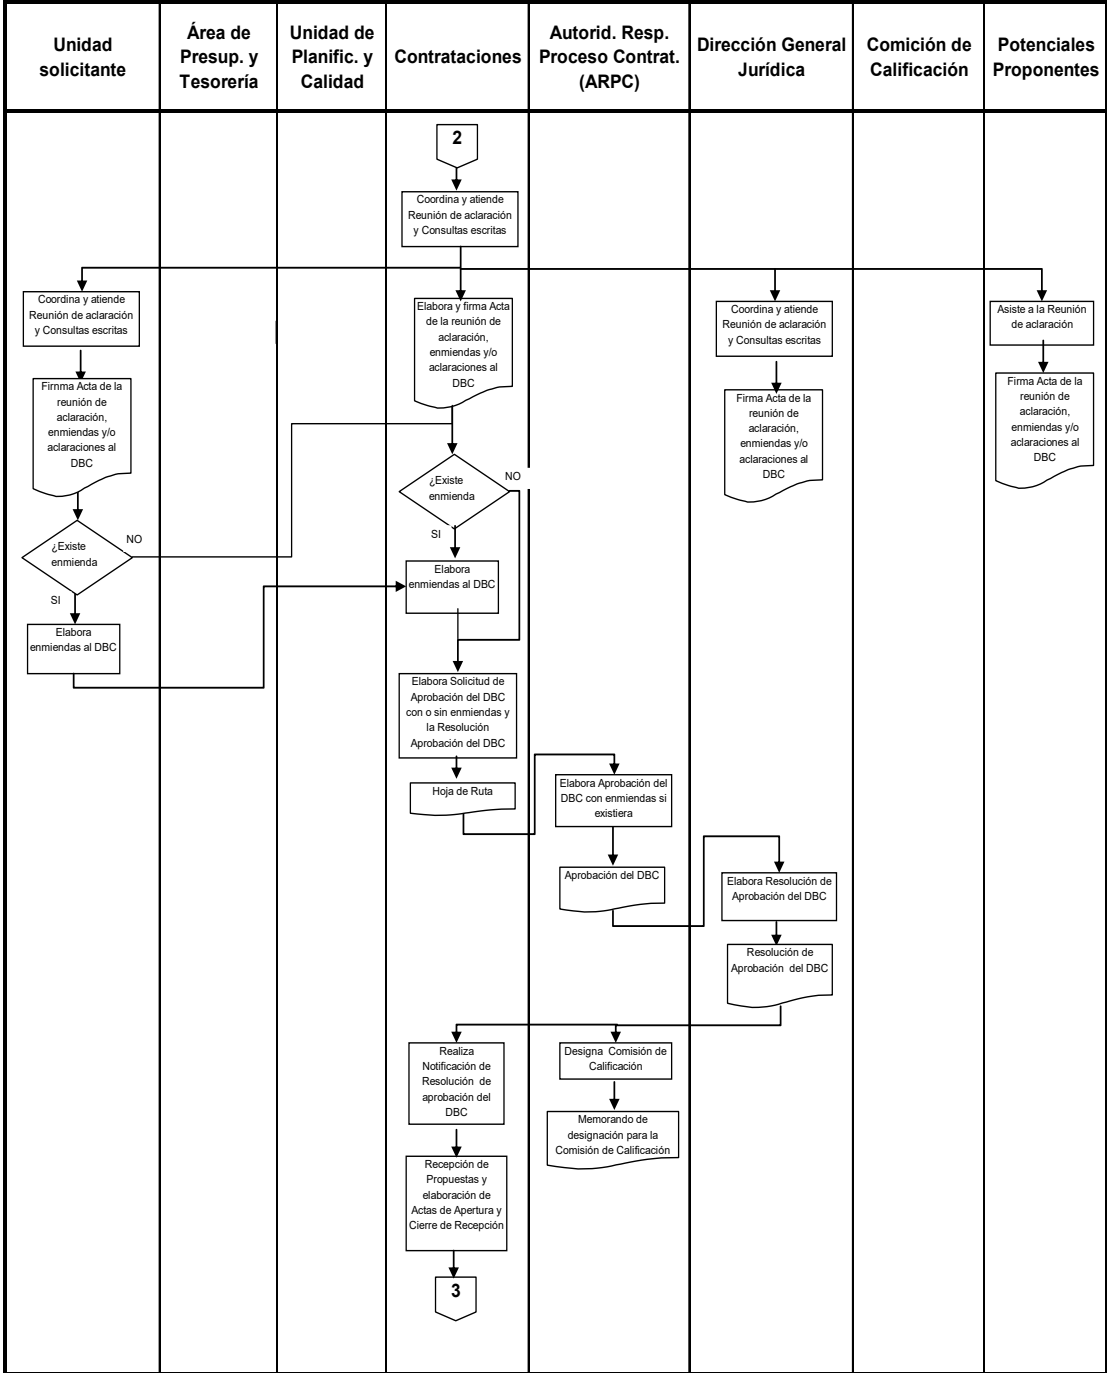 Unidad
solicitante
Área de
Presup. y
Tesorería
Unidad de
Planific. y
Calidad
Contrataciones
Autorid. Resp.
Proceso Contrat.
(ARPC)
Dirección General
Jurídica
Comición de
Calificación
Potenciales
Proponentes
2
Coordina y atiende
Reunión de aclaración
y Consultas escritas
Coordina y atiende
Reunión de aclaración
y Consultas escritas
Elabora y firma Acta
de la reunión de
aclaración,
enmiendas y/o
aclaraciones al
DBC
Coordina y atiende
Reunión de aclaración
y Consultas escritas
Asiste a la Reunión
de aclaración
Firnma Acta de la
reunión de
aclaración,
enmiendas y/o
aclaraciones al
DBC
Firma Acta de la
reunión de
aclaración,
enmiendas y/o
aclaraciones al
DBC
Firma Acta de la
reunión de
aclaración,
enmiendas y/o
aclaraciones al
DBC
¿Existe
enmienda
NO
SI
¿Existe
enmienda
NO
SI
Elabora
enmiendas al DBC
Elabora
enmiendas al DBC
Elabora Solicitud de
Aprobación del DBC
con o sin enmiendas y
la Resolución
Aprobación del DBC
Hoja de Ruta
Elabora Aprobación del
DBC con enmiendas si
existiera
Aprobación del DBC
Elabora Resolución de
Aprobación del DBC
Resolución de
Aprobación del DBC
Realiza
Notificación de
Resolución de
aprobación del
DBC
Designa Comisión de
Calificación
Memorando de
designación para la
Comisión de Calificación
Recepción de
Propuestas y
elaboración de
Actas de Apertura y
Cierre de Recepción
3